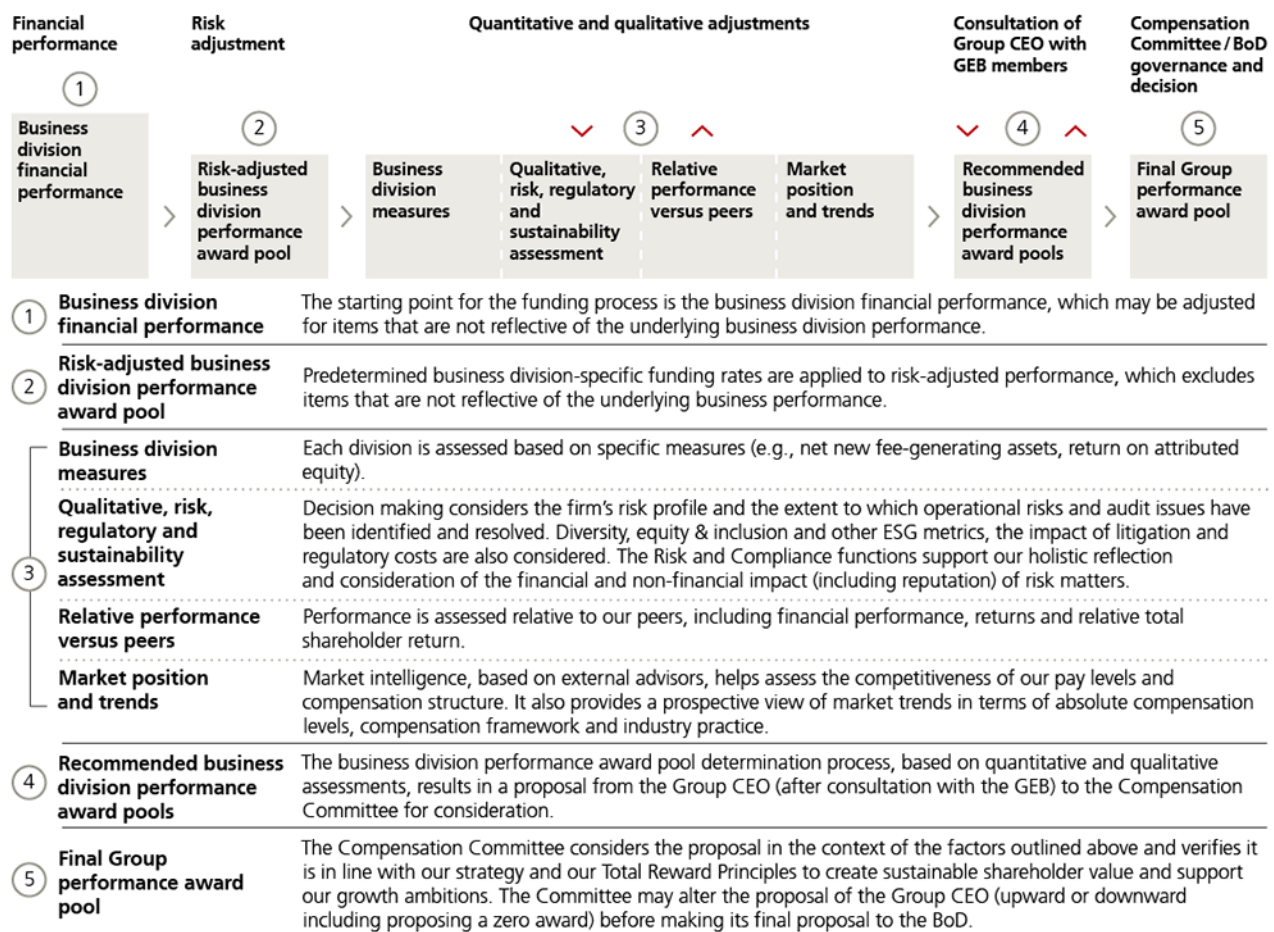 Financial performance
Risk adjustment
Quantitative and qualitative adjustments
Consultation of Group CEO with GEB members
Compensation Committee / BoD governance and decision
1
Business
division
financial
performance
2
Risk-adjusted
business
division
performance
award pool
3
Business
division
measures
Qualitative,
risk, regulatory
and
sustainability
assessment
Relative
performance
versus peers
Market
position
and trends
4
Recommended
business
division
performance
award pools
5
Final Group
performance
award pool
1
Business division
financial performance
The starting point for the funding process is the business division financial performance, which may be adjusted
for items that are not reflective of the underlying business division performance.
2
Risk-adjusted business
division performance
award pool
Predetermined business division-specific funding rates are applied to risk-adjusted performance, which excludes
items that are not reflective of the underlying business performance.
3
Business division
measures
Each division is assessed based on specific measures (e.g., net new fee-generating assets, return on attributed
equity).
Qualitative, risk,
regulatory and
sustainability
assessment
Decision making considers the firm's risk profile and the extent to which operational risks and audit issues have
been identified and resolved. Diversity, equity & inclusion and other ESG metrics, the impact of litigation and
regulatory costs are also considered. The Risk and Compliance functions support our holistic reflection
and consideration of the financial and non-financial impact (including reputation) of risk matters.
Relative performance
versus peers
Performance is assessed relative to our peers, including financial performance, returns and relative total
shareholder return.
Market position
and trends
Market intelligence, based on external advisors, helps assess the competitiveness of our pay levels and
compensation structure. It also provides a prospective view of market trends in terms of absolute compensation
levels, compensation framework and industry practice.
4
Recommended business
division performance
award pools
The business division performance award pool determination process, based on quantitative and qualitative
assessments, results in a proposal from the Group CEO (after consultation with the GEB) to the Compensation
Committee for consideration.
5
Final Group
performance award
pool
The Compensation Committee considers the proposal in the context of the factors outlined above and verifies it
is in line with our strategy and our Total Reward Principles to create sustainable shareholder value and support
our growth ambitions. The Committee may alter the proposal of the Group CEO (upward or downward
including proposing a zero award) before making its final proposal to the BoD.